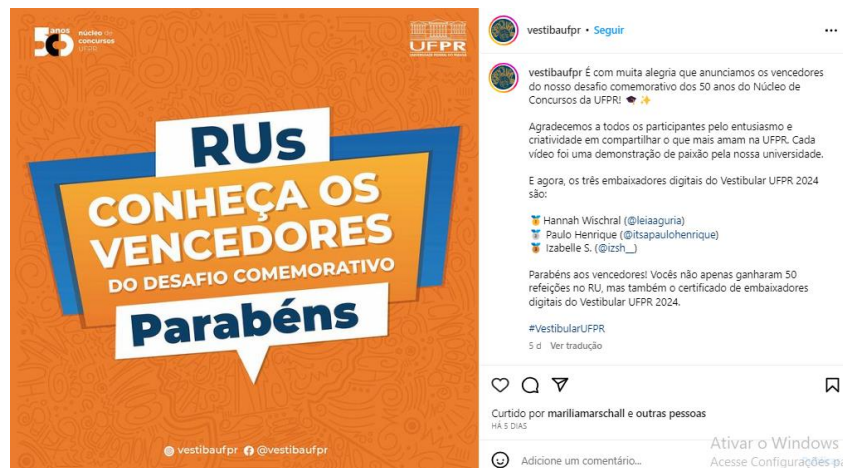 50 anos
núcleo de
concursos
UFPR
UFPR
UNIVERSIDADE FEDERAL DO PARANÁ
RUs
CONHEÇA OS
VENCEDORES
DO DESAFIO COMEMORATIVO
Parabéns
vestibaufpr @vestibaufpr
vestibaufpr • Seguir
vestibaufpr É com muita alegria que anunciamos os vencedores
do nosso desafio comemorativo dos 50 anos do Núcleo de
Concursos da UFPR! 🎓 ✨
Agradecemos a todos os participantes pelo entusiasmo e
criatividade em compartilhar o que mais amam na UFPR. Cada
vídeo foi uma demonstração de paixão pela nossa universidade.
E agora, os três embaixadores digitais do Vestibular UFPR 2024
são:
🥇 Hannah Wischral (@leiaaguria)
🥈 Paulo Henrique (@itsapaulohenrique)
🥉 Izabelle S. (@izsh__)
Parabéns aos vencedores! Vocês não apenas ganharam 50
refeições no RU, mas também o certificado de embaixadores
digitais do Vestibular UFPR 2024.
#VestibularUFPR
5 d Ver tradução
Curtido por mariliamarschall e outras pessoas
HÁ 5 DIAS
Adicione um comentário...
Ativar o Windows
Acesse Configurações